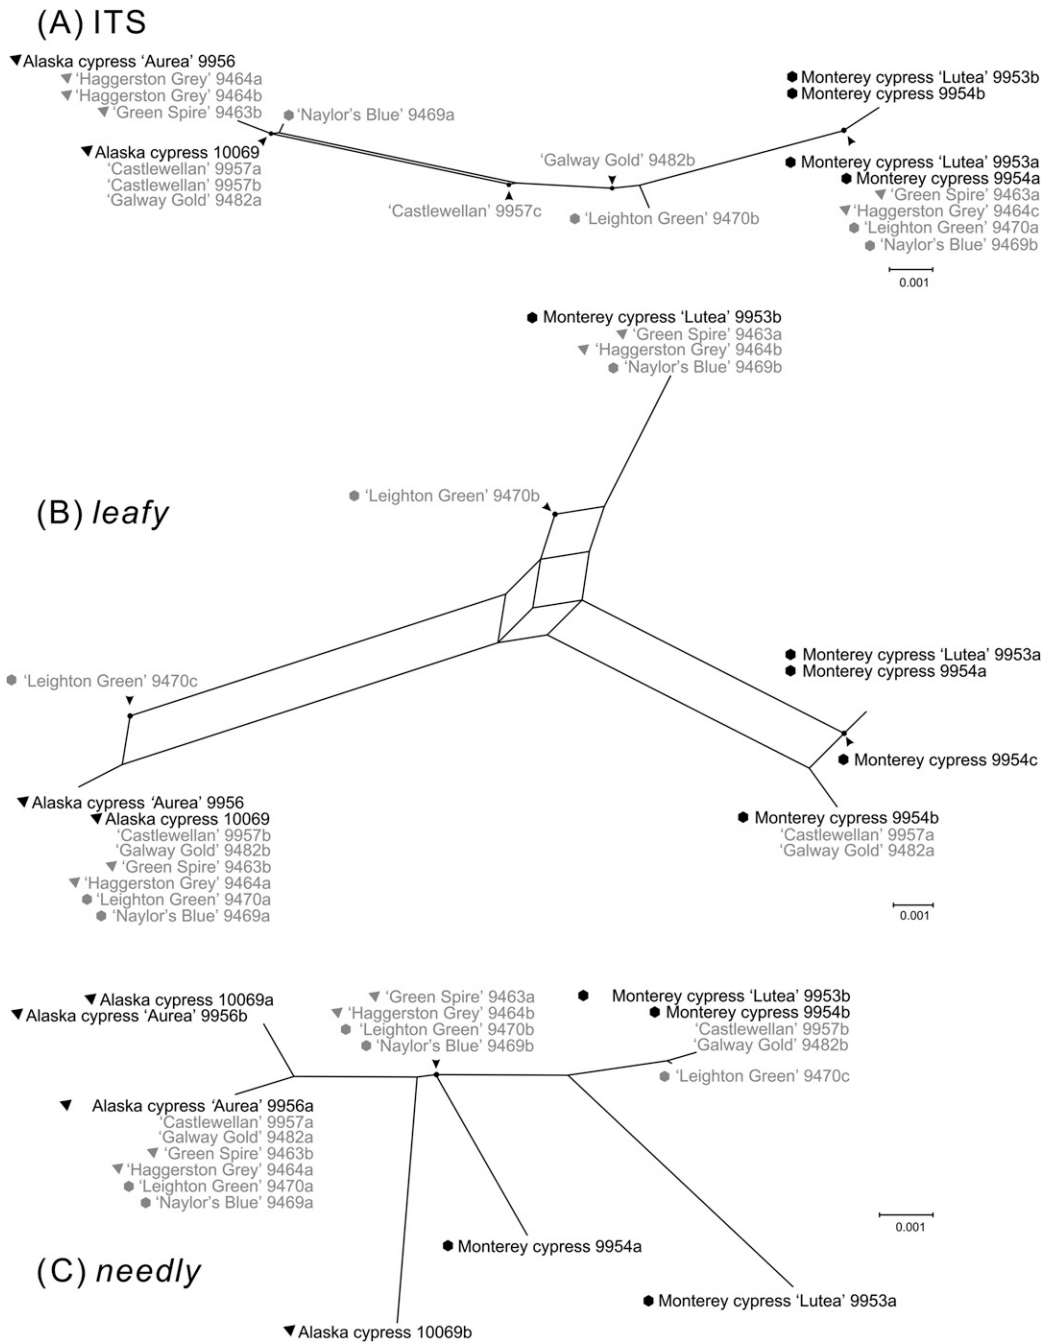 (A) ITS
Alaska cypress 'Aurea' 9956
'Haggerston Grey' 9464a
'Haggerston Grey' 9464b
'Green Spire' 9463b
'Naylor's Blue' 9469a
Alaska cypress 10069
'Castlewellan' 9957a
'Castlewellan' 9957b
'Galway Gold' 9482a
'Castlewellan' 9957c
'Galway Gold' 9482b
'Leighton Green' 9470b
Monterey cypress 'Lutea' 9953b
Monterey cypress 9954b
Monterey cypress 'Lutea' 9953a
Monterey cypress 9954a
'Green Spire' 9463a
'Haggerston Grey' 9464c
'Leighton Green' 9470a
'Naylor's Blue' 9469b
0.001
(B) leafy
Monterey cypress 'Lutea' 9953b
'Green Spire' 9463a
'Haggerston Grey' 9464b
'Naylor's Blue' 9469b
'Leighton Green' 9470b
'Leighton Green' 9470c
Alaska cypress 'Aurea' 9956
Alaska cypress 10069
'Castlewellan' 9957b
'Galway Gold' 9482b
'Green Spire' 9463b
'Haggerston Grey' 9464a
'Leighton Green' 9470a
'Naylor's Blue' 9469a
Monterey cypress 'Lutea' 9953a
Monterey cypress 9954a
Monterey cypress 9954c
Monterey cypress 9954b
'Castlewellan' 9957a
'Galway Gold' 9482a
0.001
Alaska cypress 10069a
Alaska cypress 'Aurea' 9956b
'Green Spire' 9463a
'Haggerston Grey' 9464b
'Leighton Green' 9470b
'Naylor's Blue' 9469b
Monterey cypress 'Lutea' 9953b
Monterey cypress 9954b
'Castlewellan' 9957b
'Galway Gold' 9482b
'Leighton Green' 9470c
Alaska cypress 'Aurea' 9956a
'Castlewellan' 9957a
'Galway Gold' 9482a
'Green Spire' 9463b
'Haggerston Grey' 9464a
'Leighton Green' 9470a
'Naylor's Blue' 9469a
0.001
Monterey cypress 9954a
(C) needly
Monterey cypress 'Lutea' 9953a
Alaska cypress 10069b